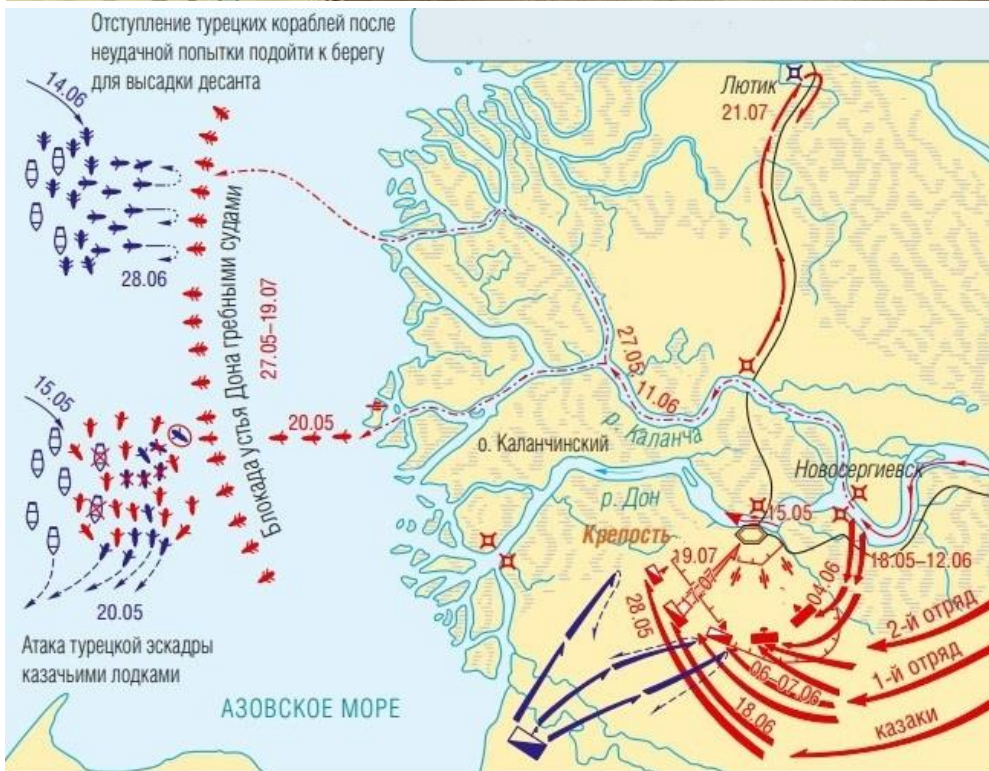 Отступление турецких кораблей после
неудачной попытки подойти к берегу
для высадки десанта
14.06
28.06
Блокада устья Дона гребными судами
27.05–19.07
15.05
20.05
20.05
Атака турецкой эскадры
казачьими лодками
АЗОВСКОЕ МОРЕ
Лютик
21.07
27.05, 11.06
р. Каланча
о. Каланчинский
р. Дон
Новосергиевск
Крепость
15.05
18.05–12.06
19.07
17.07
04.06
28.05
06–07.06
18.06
2-й отряд
1-й отряд
казаки